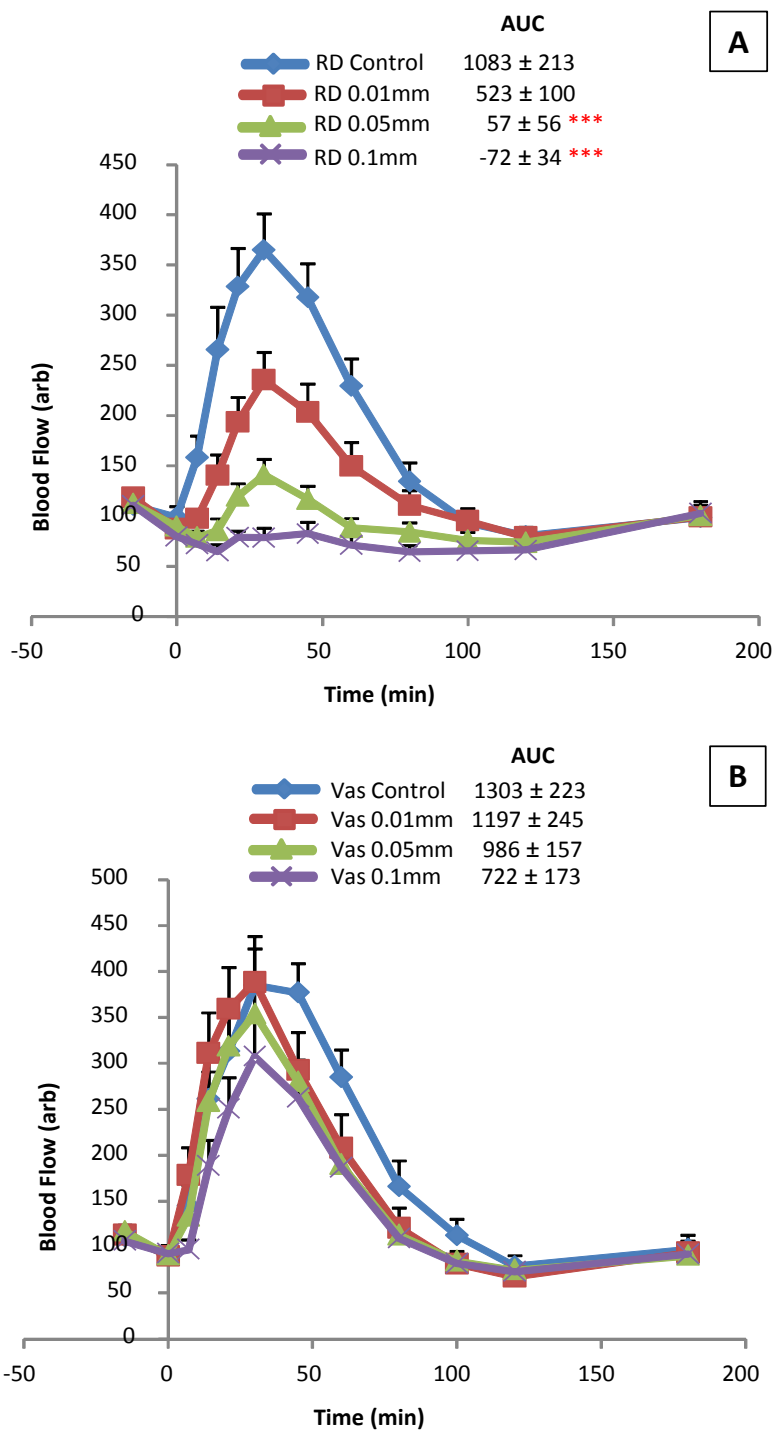 AUC
A
RD Control 1083 ± 213
RD 0.01mm 523 ± 100
RD 0.05mm 57 ± 56 ***
RD 0.1mm -72 ± 34 ***
450
400
350
300
250
200
150
100
50
0
Blood Flow (arb)
-50 0 50 100 150 200
Time (min)
AUC
B
Vas Control 1303 ± 223
Vas 0.01mm 1197 ± 245
Vas 0.05mm 986 ± 157
Vas 0.1mm 722 ± 173
500
450
400
350
300
250
200
150
100
50
0
Blood Flow (arb)
-50 0 50 100 150 200
Time (min)